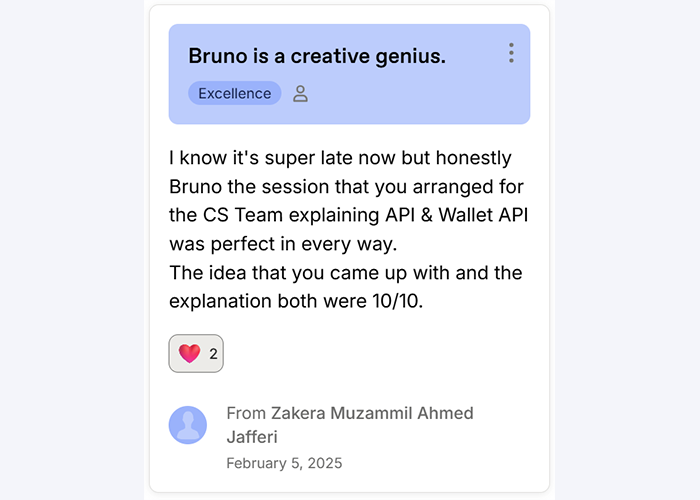 Bruno is a creative genius.
Excellence
I know it's super late now but honestly
Bruno the session that you arranged for
the CS Team explaining API & Wallet API
was perfect in every way.
The idea that you came up with and the
explanation both were 10/10.
2
From Zakera Muzammil Ahmed
Jafferi
February 5, 2025